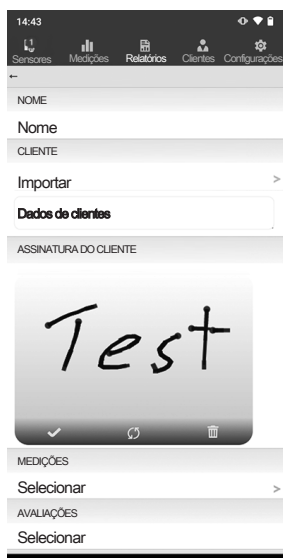 14:43
Sensores Medições Relatórios Clientes Configurações
←
NOME
Nome
CLIENTE
Importar >
Dados de clientes
ASSINATURA DO CLIENTE
Test
MEDIÇÕES
Selecionar >
AVALIAÇÕES
Selecionar